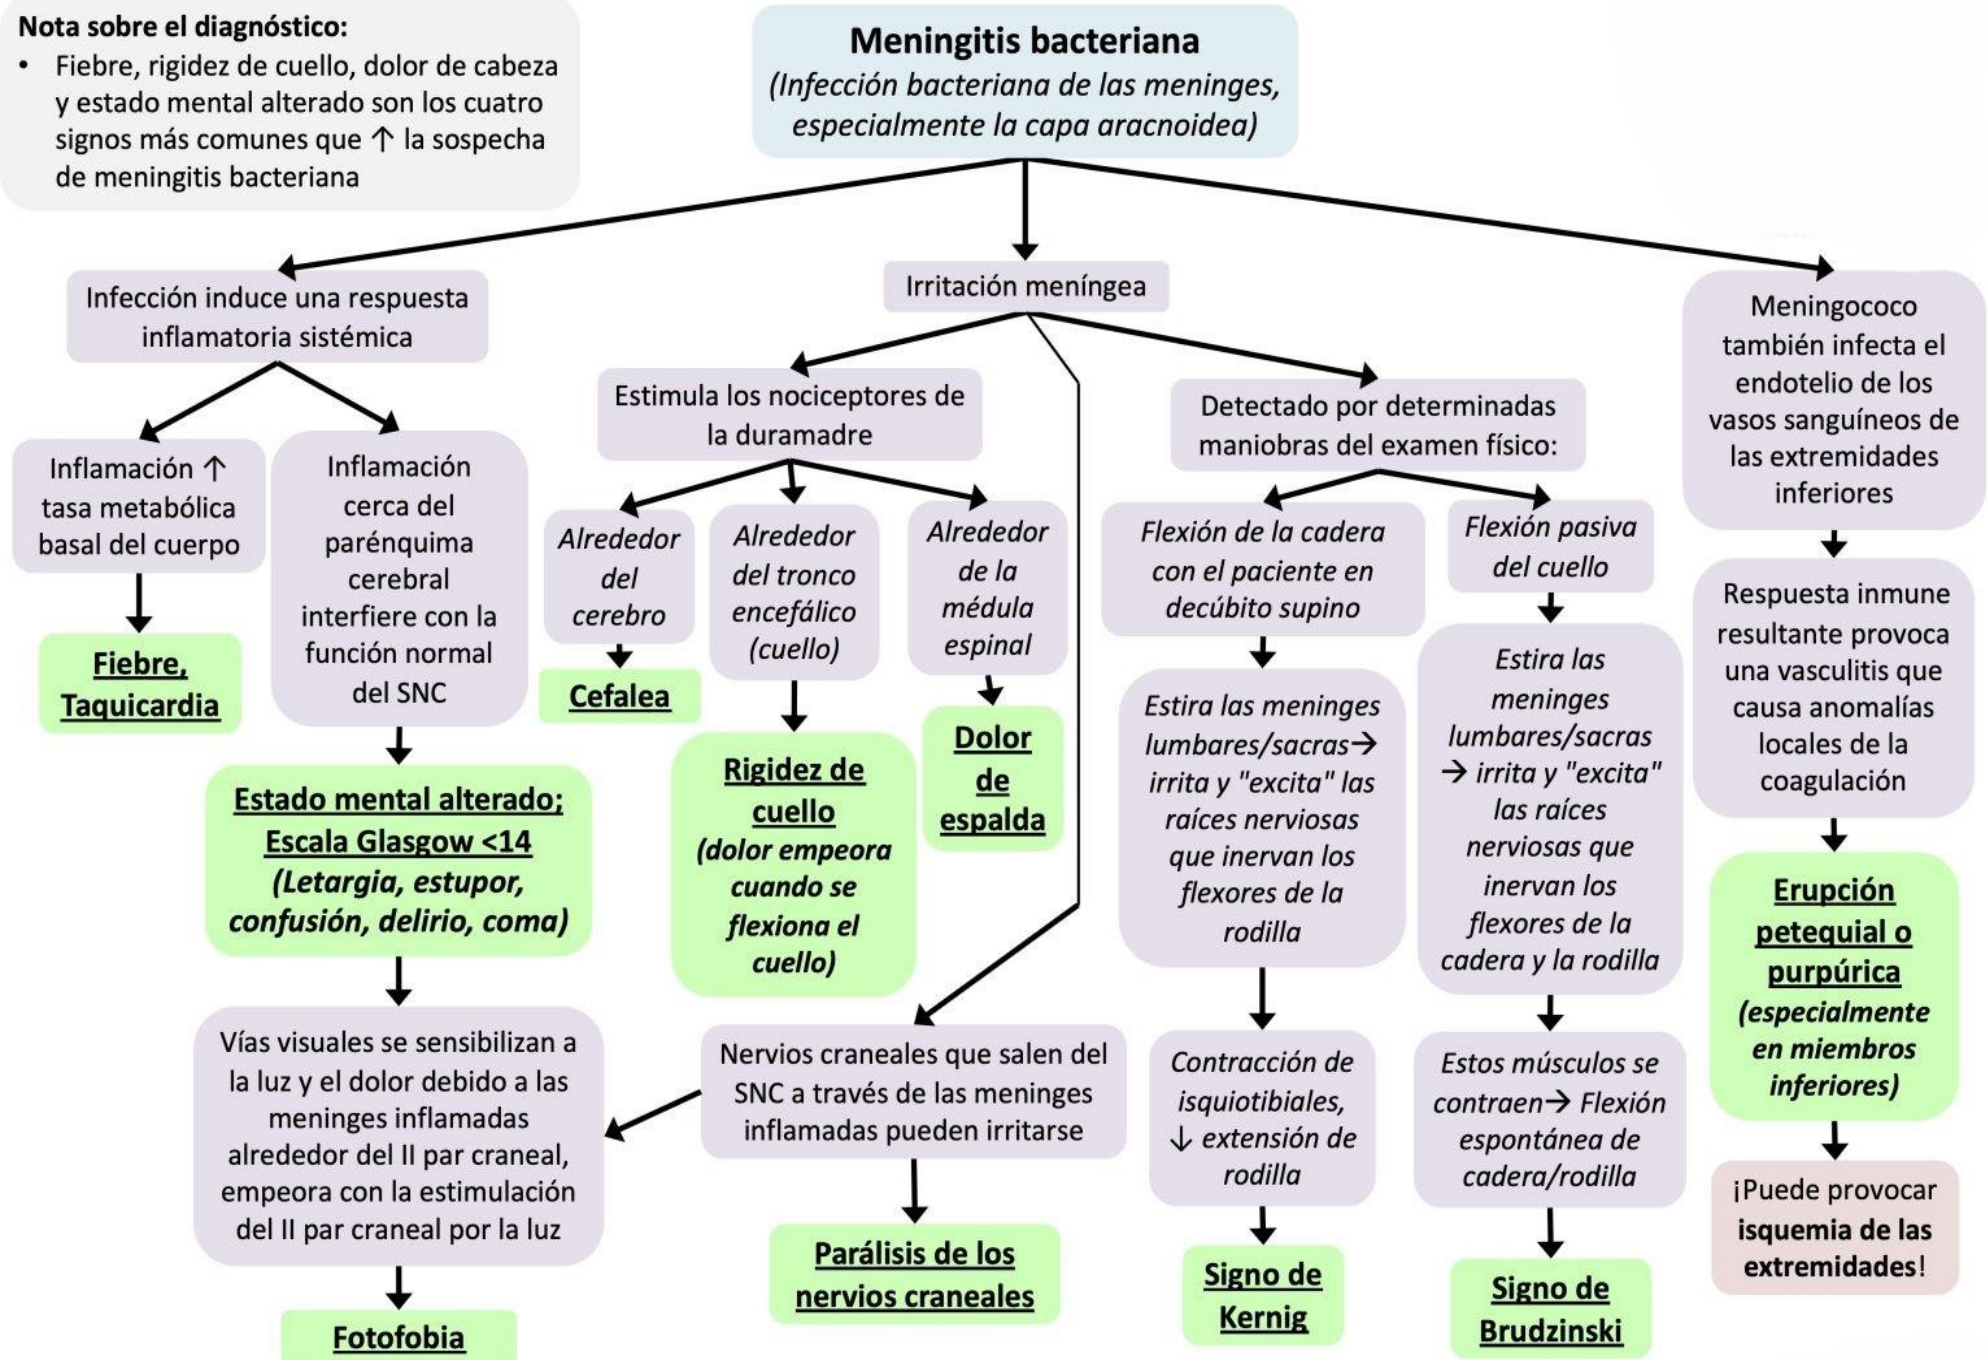 Nota sobre el diagnóstico:
• Fiebre, rigidez de cuello, dolor de cabeza
y estado mental alterado son los cuatro
signos más comunes que ↑ la sospecha
de meningitis bacteriana
Meningitis bacteriana
(Infección bacteriana de las meninges,
especialmente la capa aracnoidea)
Infección induce una respuesta
inflamatoria sistémica
Inflamación ↑
tasa metabólica
basal del cuerpo
Fiebre,
Taquicardia
Inflamación
cerca del
parénquima
cerebral
interfiere con la
función normal
del SNC
Estado mental alterado;
Escala Glasgow <14
(Letargia, estupor,
confusión, delirio, coma)
Vías visuales se sensibilizan a
la luz y el dolor debido a las
meninges inflamadas
alrededor del II par craneal,
empeora con la estimulación
del II par craneal por la luz
Fotofobia
Irritación meníngea
Estimula los nociceptores de
la duramadre
Alrededor
del
cerebro
Cefalea
Alrededor
del tronco
encefálico
(cuello)
Rigidez de
cuello
(dolor empeora
cuando se
flexiona el
cuello)
Alrededor
de la
médula
espinal
Dolor
de
espalda
Nervios craneales que salen del
SNC a través de las meninges
inflamadas pueden irritarse
Parálisis de los
nervios craneales
Detectado por determinadas
maniobras del examen físico:
Flexión de la cadera
con el paciente en
decúbito supino
Estira las meninges
lumbares/sacras→
irrita y "excita" las
raíces nerviosas
que inervan los
flexores de la
rodilla
Contracción de
isquiotibiales,
↓ extensión de
rodilla
Signo de
Kernig
Flexión pasiva
del cuello
Estira las
meninges
lumbares/sacras
→ irrita y "excita"
las raíces
nerviosas que
inervan los
flexores de la
cadera y la rodilla
Estos músculos se
contraen→ Flexión
espontánea de
cadera/rodilla
Signo de
Brudzinski
Meningococo
también infecta el
endotelio de los
vasos sanguíneos de
las extremidades
inferiores
Respuesta inmune
resultante provoca
una vasculitis que
causa anomalías
locales de la
coagulación
Erupción
petequial o
purpúrica
(especialmente
en miembros
inferiores)
¡Puede provocar
isquemia de las
extremidades!